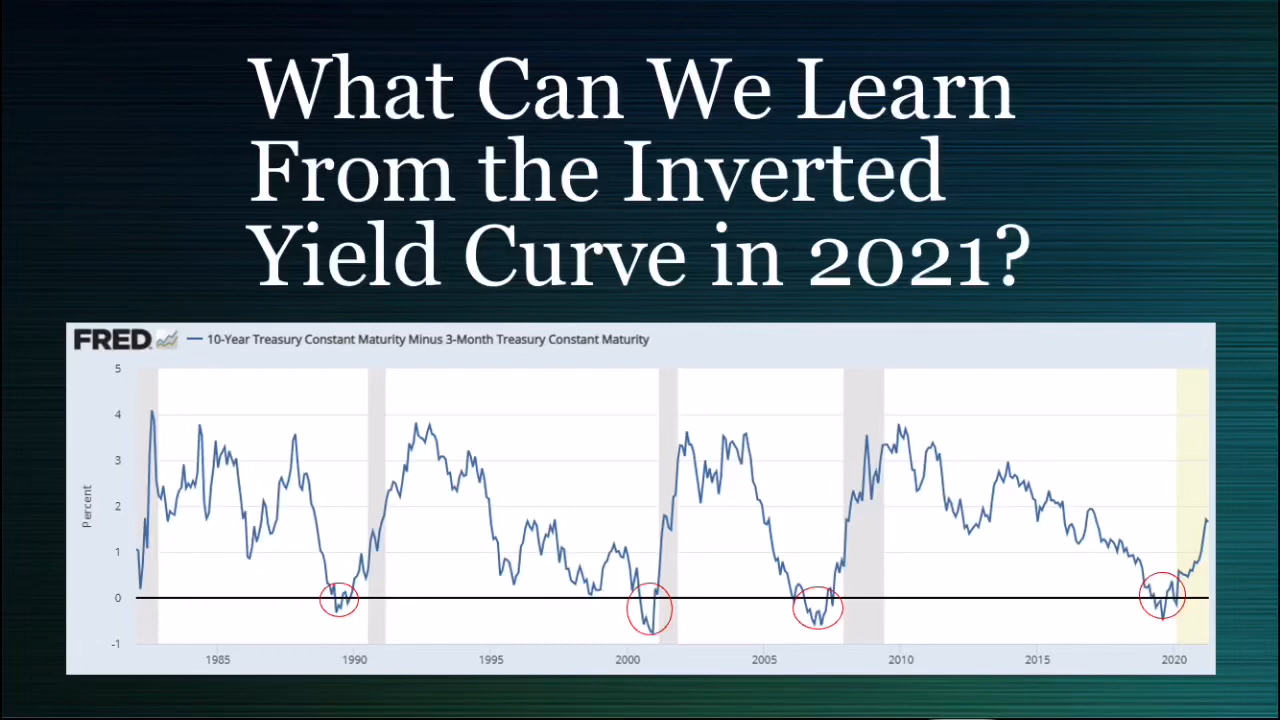 What Can We Learn
From the Inverted
Yield Curve in 2021?
FRED 10-Year Treasury Constant Maturity Minus 3-Month Treasury Constant Maturity
5
4
3
2
1
0
-1
Percent
1985 1990 1995 2000 2005 2010 2015 2020